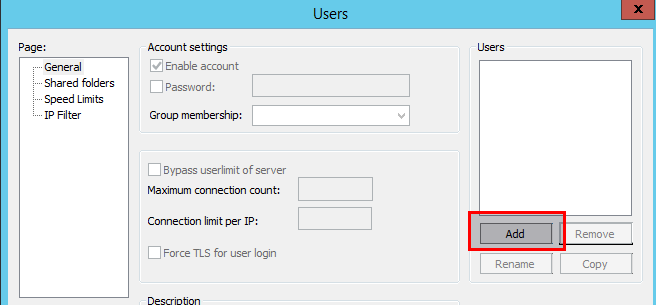 Users
x
Page:
General
Shared folders
Speed Limits
IP Filter
Account settings
Enable account
Password:
Group membership:
Bypass userlimit of server
Maximum connection count:
Connection limit per IP:
Force TLS for user login
Description
Users
Add
Remove
Rename
Copy